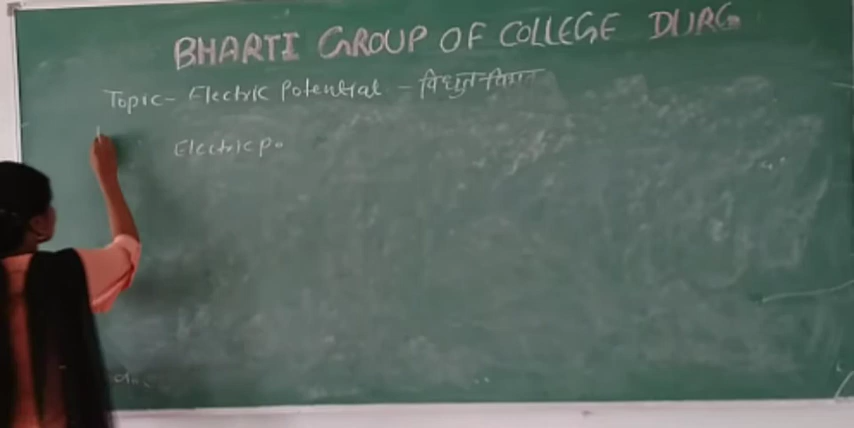 BHARTI GROUP OF COLLEGE DURG
Topic - Electric Potential - विधुत विभव
Electric Po